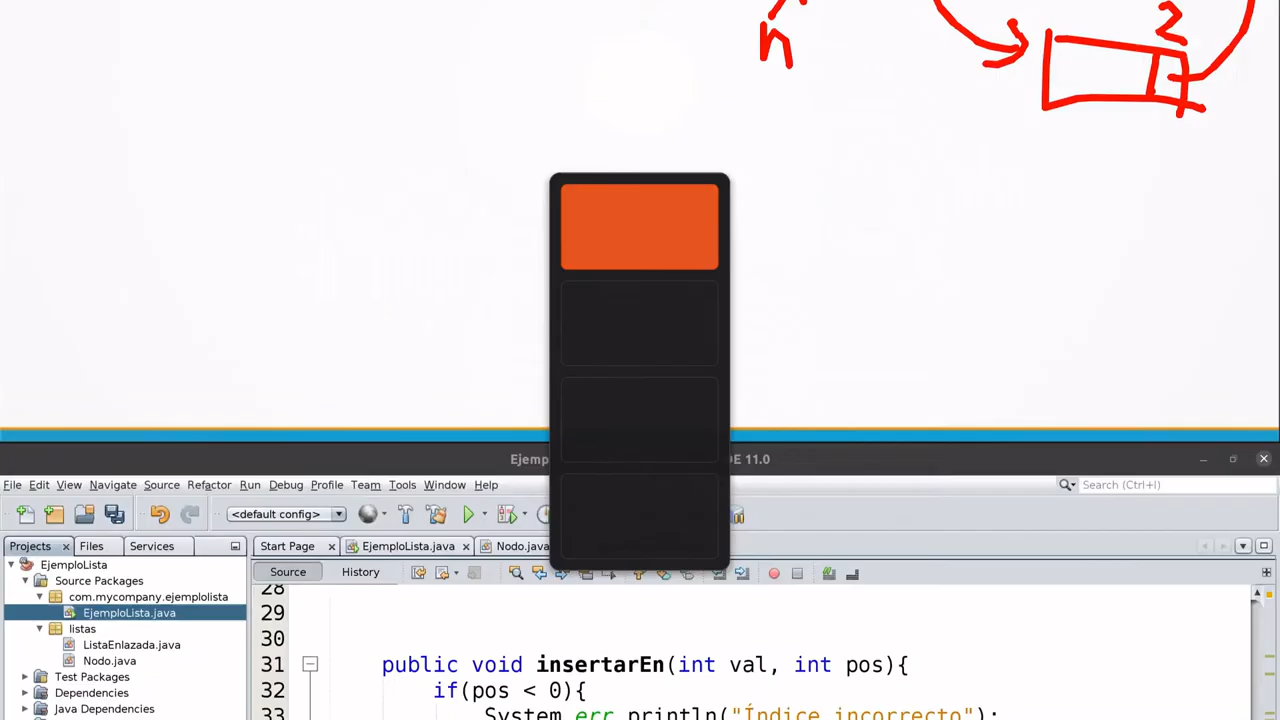 2
n
Ejemp
DE 11.0
File Edit View Navigate Source Refactor Run Debug Profile Team Tools Window Help
Search (Ctrl+I)
<default config>
Projects Files Services
Start Page EjemploLista.java Nodo.java
EjemploLista
Source History
Source Packages
28
com.mycompany.ejemplolista
EjemploLista.java
29
listas
30
ListaEnlazada.java
Nodo.java
31 public void insertarEn(int val, int pos){
Test Packages
Dependencies
32 if(pos < 0){
Java Dependencies
33 System.err.println("Índice incorrecto");